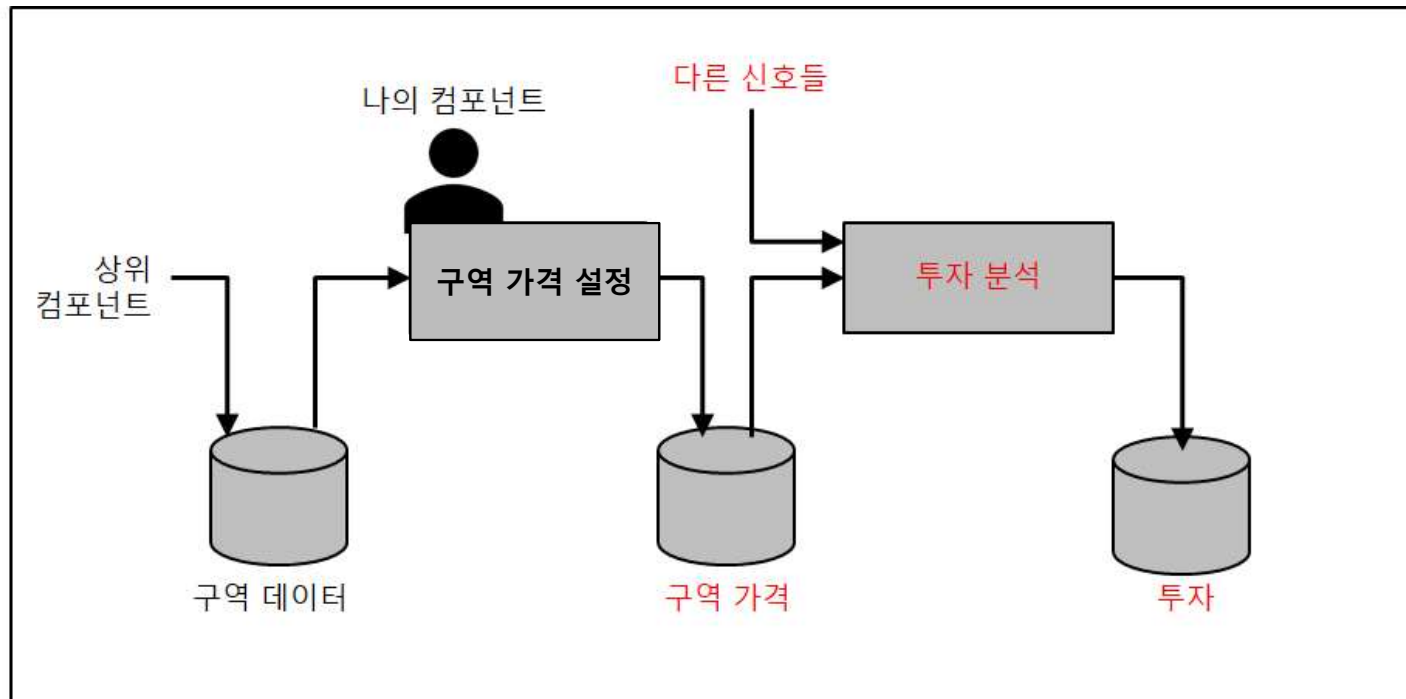 다른 신호들
나의 컴포넌트
상위
컴포넌트
구역 가격 설정
투자 분석
구역 데이터
구역 가격
투자